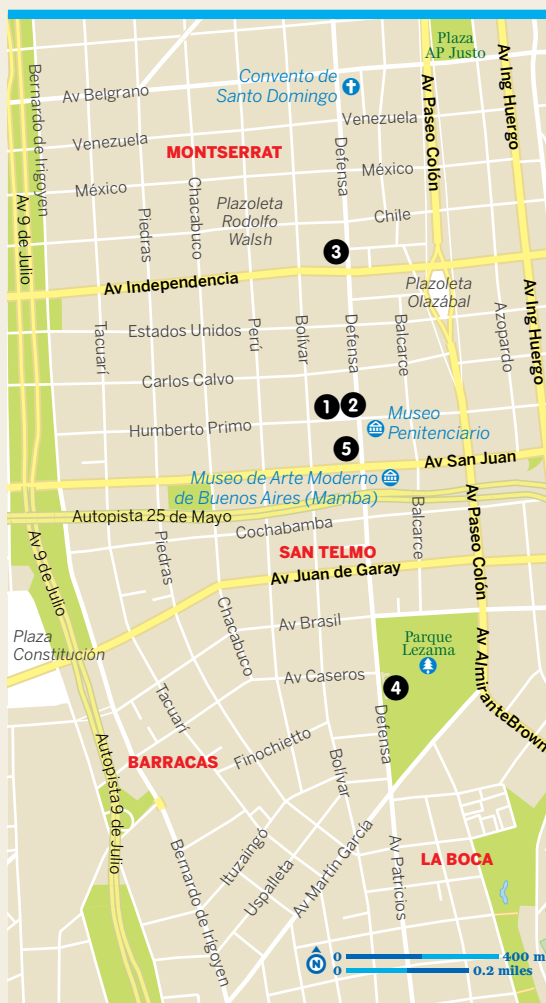 Plaza
AP Justo
Av Ing Huergo
Bernardo de Irigoyen
Convento de
Santo Domingo
Av Paseo Colón
Av Belgrano
Venezuela
Venezuela
MONTSERRAT
Defensa
México
México
Chacabuco
Plazoleta
Rodolfo
Walsh
Chile
Av 9 de Julio
Piedras
3
Av Independencia
Plazoleta
Olazábal
Av Ing Huergo
Azopardo
Tacuarí
Estados Unidos
Perú
Bolívar
Defensa
Balcarce
Carlos Calvo
1
2
Museo
Penitenciario
Humberto Primo
5
Av San Juan
Museo de Arte Moderno
de Buenos Aires (Mamba)
Autopista 25 de Mayo
Cochabamba
Balcarce
Av Paseo Colón
Piedras
SAN TELMO
Av Juan de Garay
Av 9 de Julio
Chacabuco
Av Brasil
Plaza
Constitución
Parque
Lezama
Av Almirante Brown
Av Caseros
4
Tacuarí
Defensa
BARRACAS
Finochietto
Bolívar
Autopista 9 de Julio
Ituzaingó
Uspalleta
Av Martín García
Av Patricios
LA BOCA
Bernardo de Irigoyen
N
0
400 m
0
0.2 miles